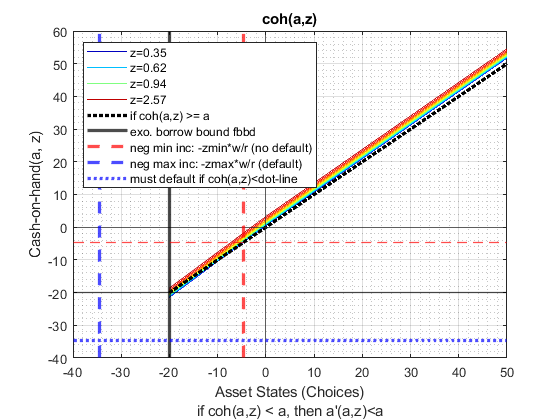 coh(a,z)
60
50
40
30
20
10
0
-10
-20
-30
-40
Cash-on-hand(a, z)
z=0.35
z=0.62
z=0.94
z=2.57
if coh(a,z) >= a
exo. borrow bound fbbd
neg min inc: -zmin*w/r (no default)
neg max inc: -zmax*w/r (default)
must default if coh(a,z)<dot-line
-40 -30 -20 -10 0 10 20 30 40 50
Asset States (Choices)
if coh(a,z) < a, then a'(a,z)<a